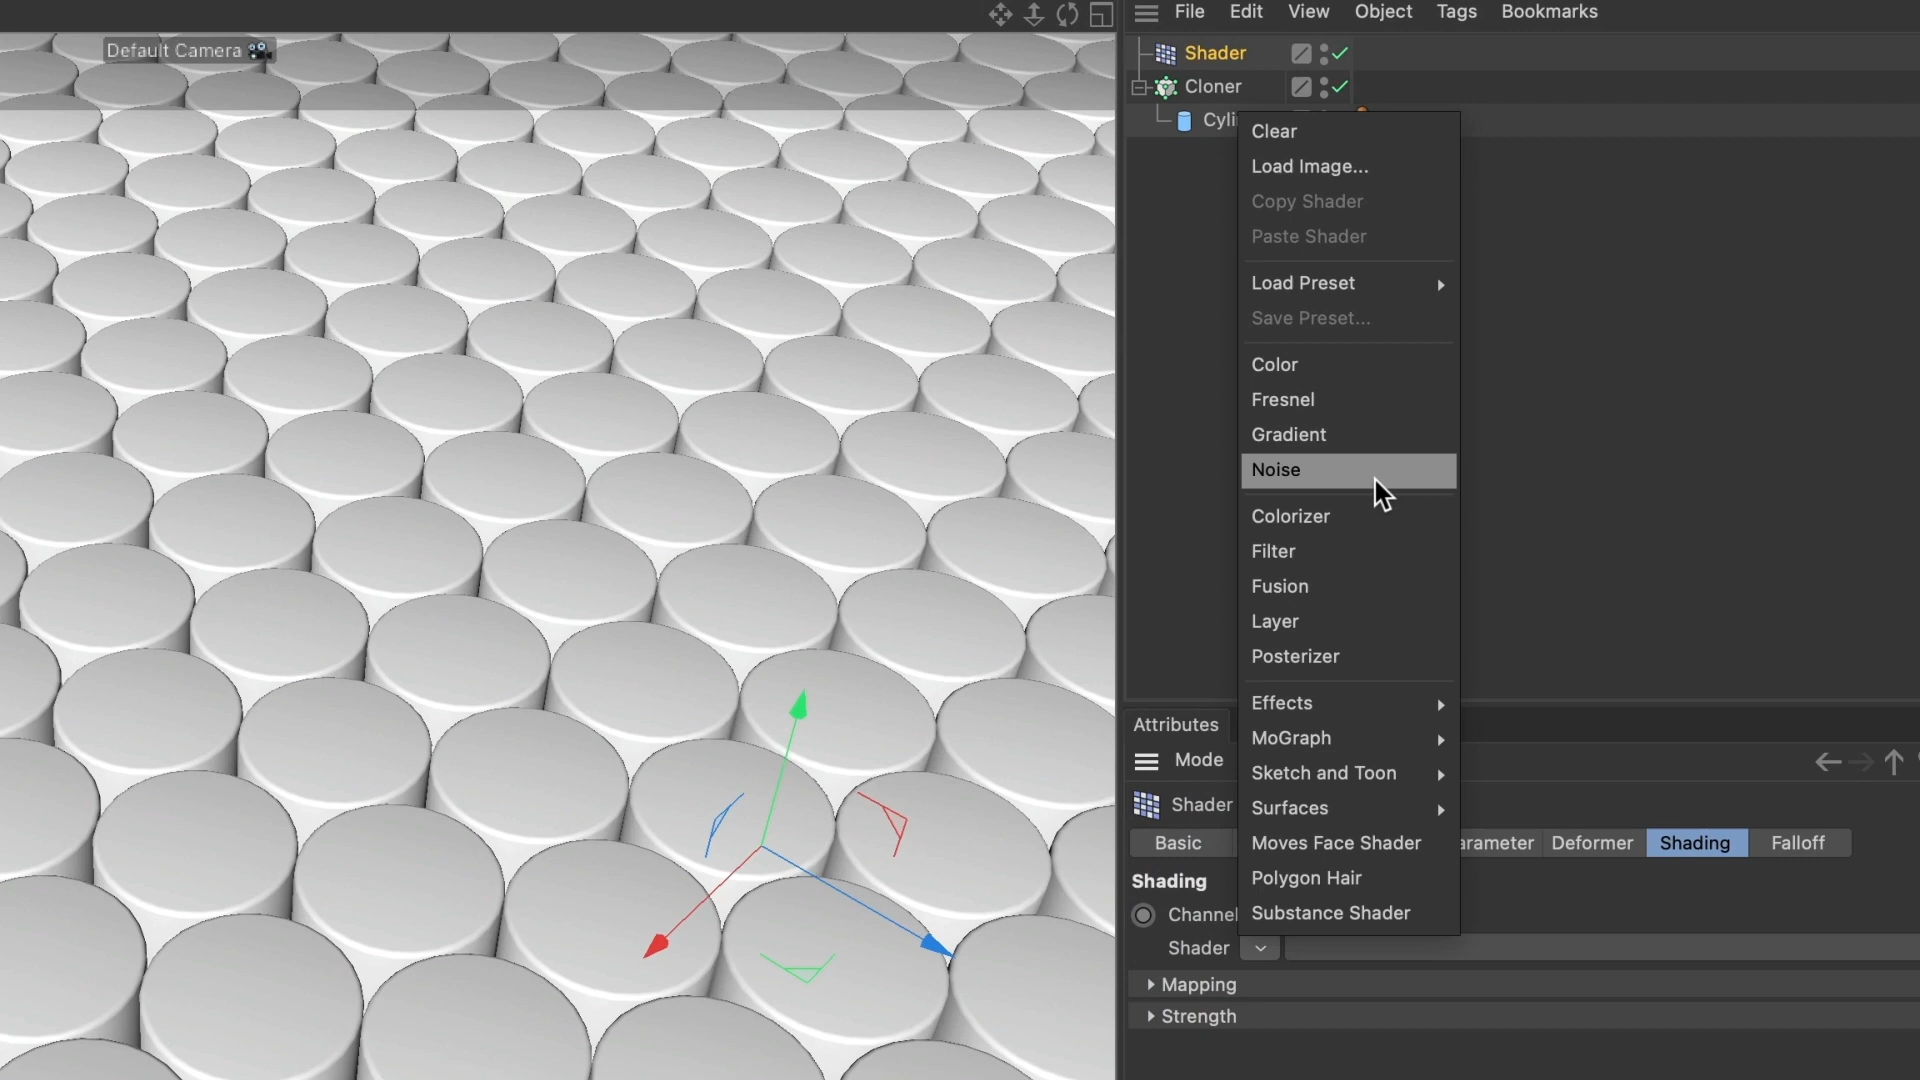 File Edit View Object Tags Bookmarks
Default Camera
Shader
Cloner
Clear
Load Image...
Copy Shader
Paste Shader
Load Preset
Save Preset...
Color
Fresnel
Gradient
Noise
Colorizer
Filter
Fusion
Layer
Posterizer
Effects
MoGraph
Sketch and Toon
Surfaces
Moves Face Shader
Polygon Hair
Substance Shader
Attributes
Mode
Shader
Basic arameter Deformer Shading Falloff
Shading
Channel
Shader
Mapping
Strength